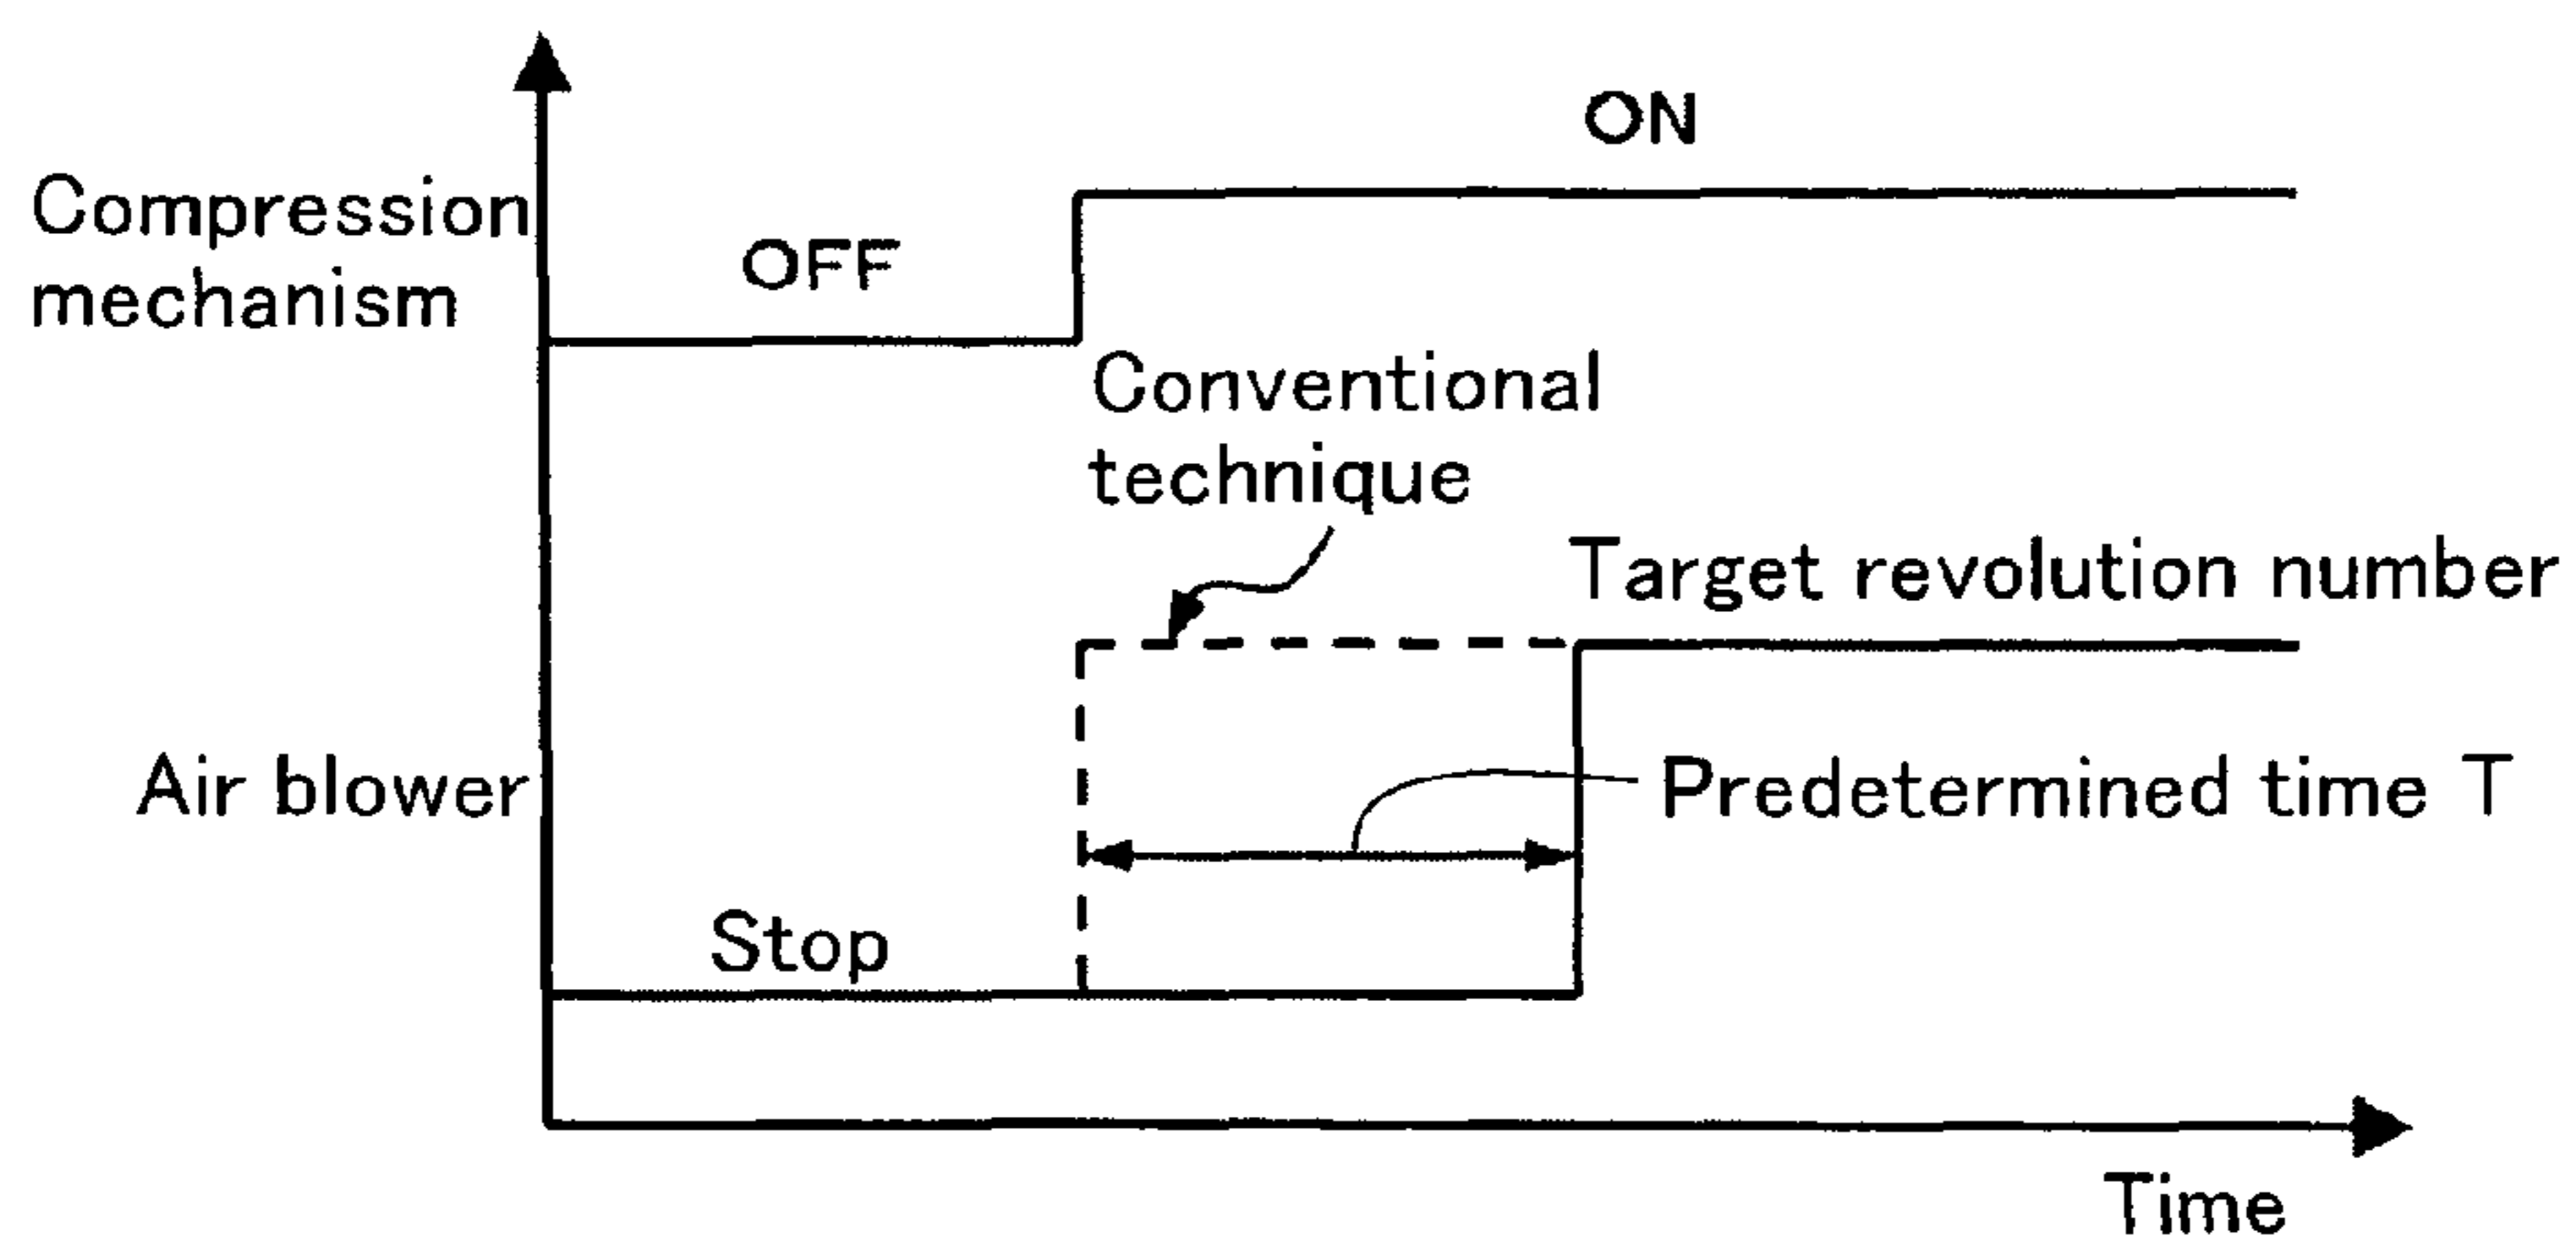 ON
Compression
mechanism
OFF
Conventional
technique
Target revolution number
Air blower
Predetermined time T
Stop
Time